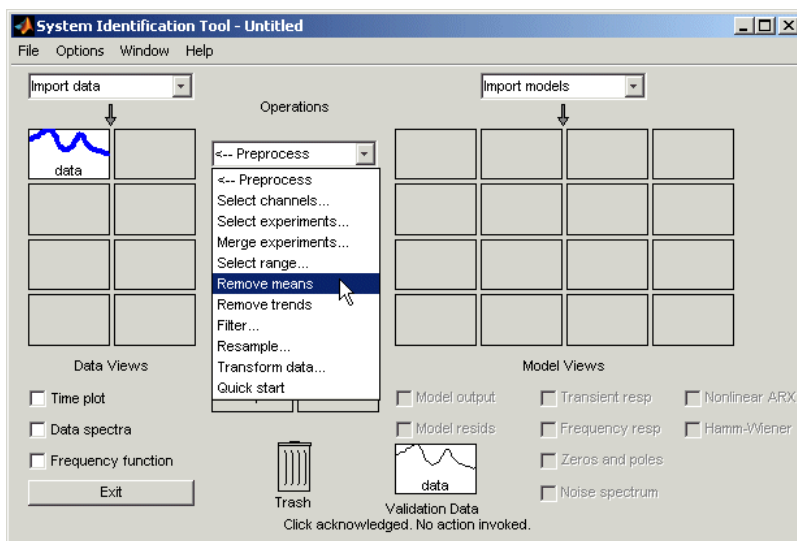 System Identification Tool - Untitled
File Options Window Help
Import data
Import models
Operations
<-- Preprocess
data
<-- Preprocess
Select channels...
Select experiments...
Merge experiments...
Select range...
Remove means
Remove trends
Filter...
Resample...
Transform data...
Quick start
Data Views
Model Views
Time plot
Data spectra
Frequency function
Exit
Model output
Transient resp
Nonlinear ARX
Model resids
Frequency resp
Hamm-Wiener
Zeros and poles
Noise spectrum
Trash
data
Validation Data
Click acknowledged. No action invoked.